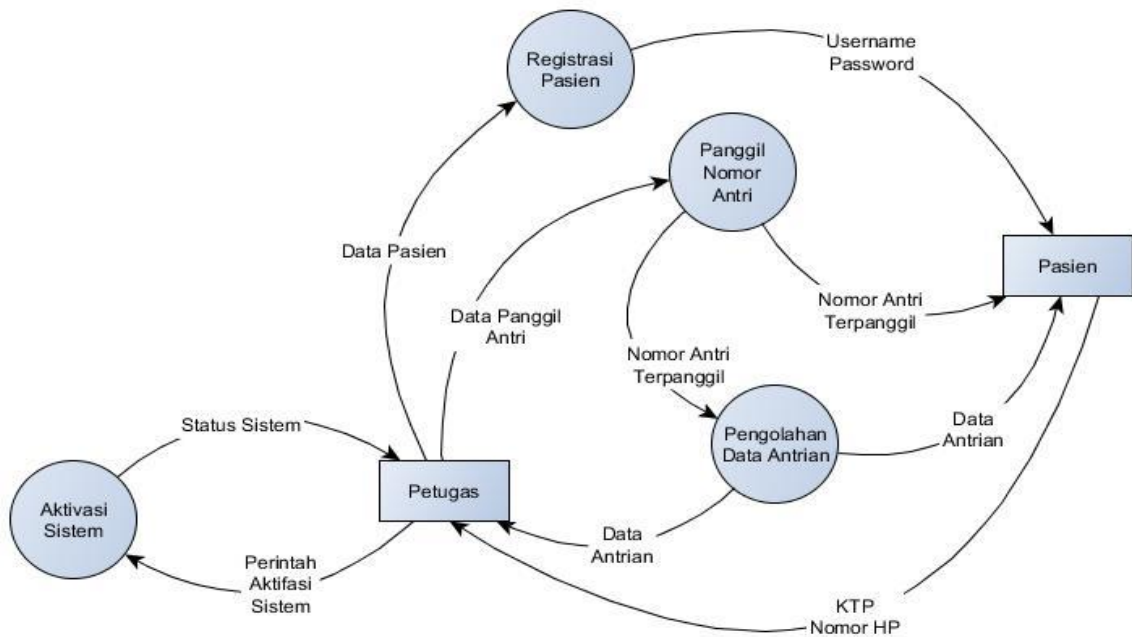 Registrasi
Pasien
Username
Password
Panggil
Nomor
Antri
Data Pasien
Pasien
Data Panggil
Antri
Nomor Antri
Terpanggil
Nomor Antri
Terpanggil
Status Sistem
Pengolahan
Data Antrian
Data
Antrian
Petugas
Aktivasi
Sistem
Data
Antrian
Perintah
Aktifasi
Sistem
KTP
Nomor HP